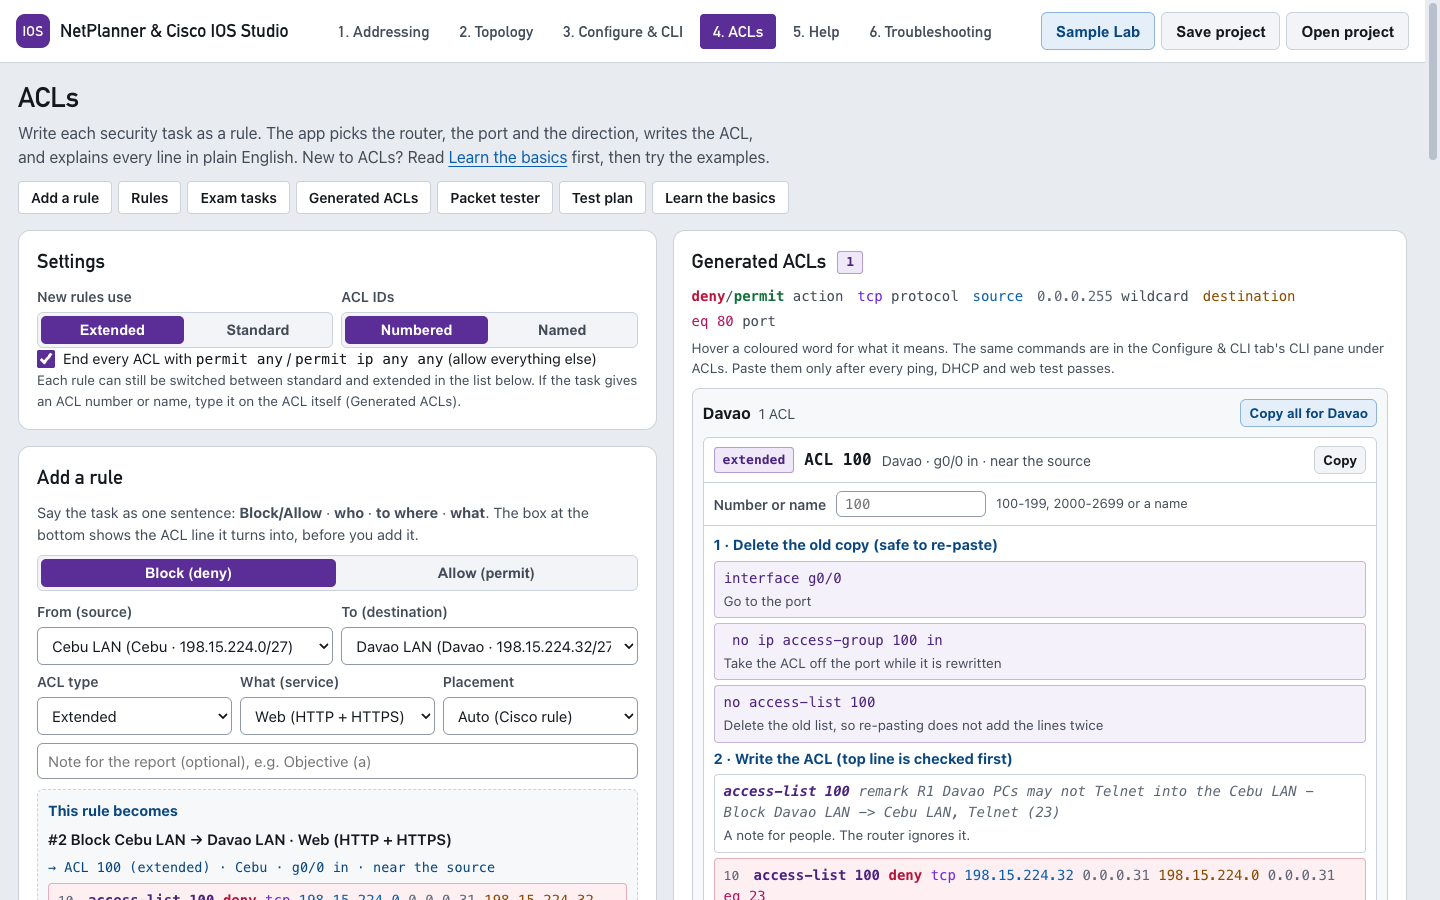 IOS NetPlanner & Cisco IOS Studio 1. Addressing 2. Topology 3. Configure & CLI 4. ACLs 5. Help 6. Troubleshooting Sample Lab Save project Open project
ACLs
Write each security task as a rule. The app picks the router, the port and the direction, writes the ACL,
and explains every line in plain English. New to ACLs? Read Learn the basics first, then try the examples.
Add a rule Rules Exam tasks Generated ACLs Packet tester Test plan Learn the basics
Settings
New rules use ACL IDs
Extended Standard Numbered Named
End every ACL with permit any / permit ip any any (allow everything else)
Each rule can still be switched between standard and extended in the list below. If the task gives
an ACL number or name, type it on the ACL itself (Generated ACLs).
Add a rule
Say the task as one sentence: Block/Allow · who · to where · what. The box at the
bottom shows the ACL line it turns into, before you add it.
Block (deny) Allow (permit)
From (source) To (destination)
Cebu LAN (Cebu · 198.15.224.0/27) Davao LAN (Davao · 198.15.224.32/27
ACL type What (service) Placement
Extended Web (HTTP + HTTPS) Auto (Cisco rule)
Note for the report (optional), e.g. Objective (a)
This rule becomes
#2 Block Cebu LAN → Davao LAN · Web (HTTP + HTTPS)
→ ACL 100 (extended) · Cebu · g0/0 in · near the source
10 access-list 100 deny tcp 198.15.224.0 0.0.0.31 198.15.224.32
Generated ACLs 1
deny/permit action tcp protocol source 0.0.0.255 wildcard destination
eq 80 port
Hover a coloured word for what it means. The same commands are in the Configure & CLI tab's CLI pane under
ACLs. Paste them only after every ping, DHCP and web test passes.
Davao 1 ACL Copy all for Davao
extended ACL 100 Davao · g0/0 in · near the source Copy
Number or name 100 100-199, 2000-2699 or a name
1 · Delete the old copy (safe to re-paste)
interface g0/0
Go to the port
no ip access-group 100 in
Take the ACL off the port while it is rewritten
no access-list 100
Delete the old list, so re-pasting does not add the lines twice
2 · Write the ACL (top line is checked first)
access-list 100 remark R1 Davao PCs may not Telnet into the Cebu LAN -
Block Davao LAN -> Cebu LAN, Telnet (23)
A note for people. The router ignores it.
10 access-list 100 deny tcp 198.15.224.32 0.0.0.31 198.15.224.0 0.0.0.31
eq 23